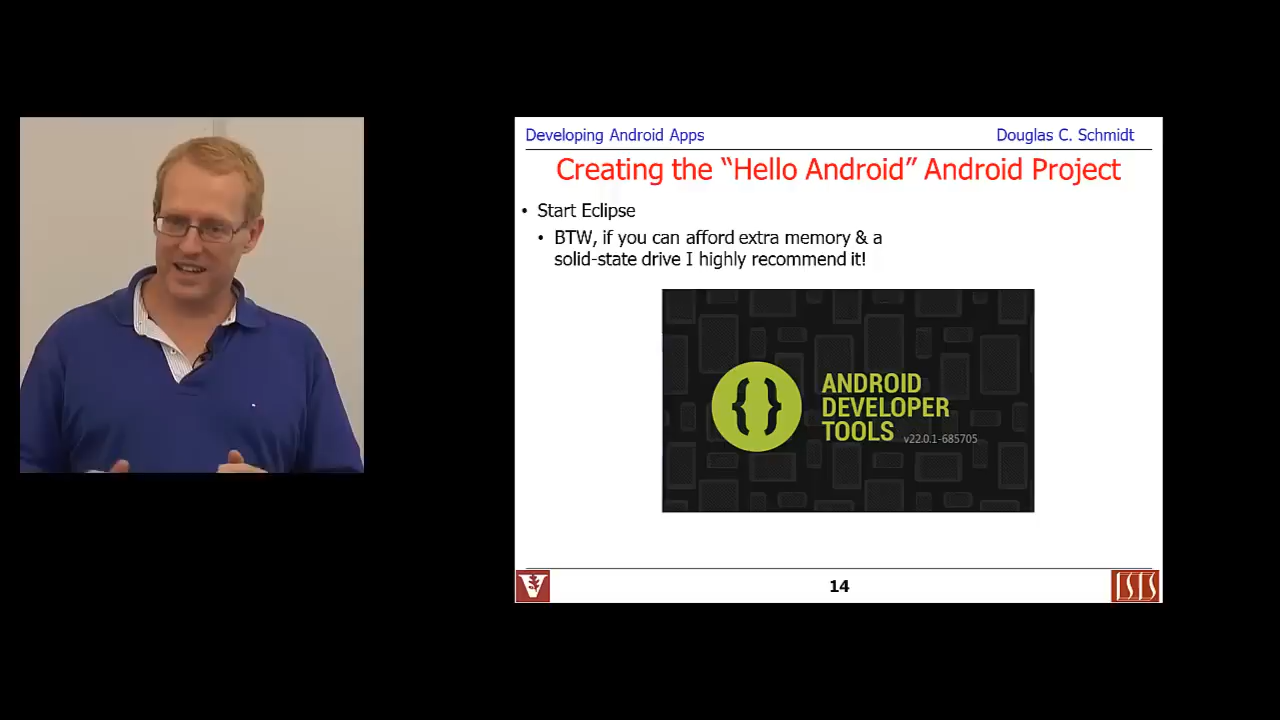 Developing Android Apps
Douglas C. Schmidt
Creating the “Hello Android” Android Project
• Start Eclipse
• BTW, if you can afford extra memory & a
solid-state drive I highly recommend it!
ANDROID
DEVELOPER
TOOLS v22.0.1-685705
14
V
ISIS